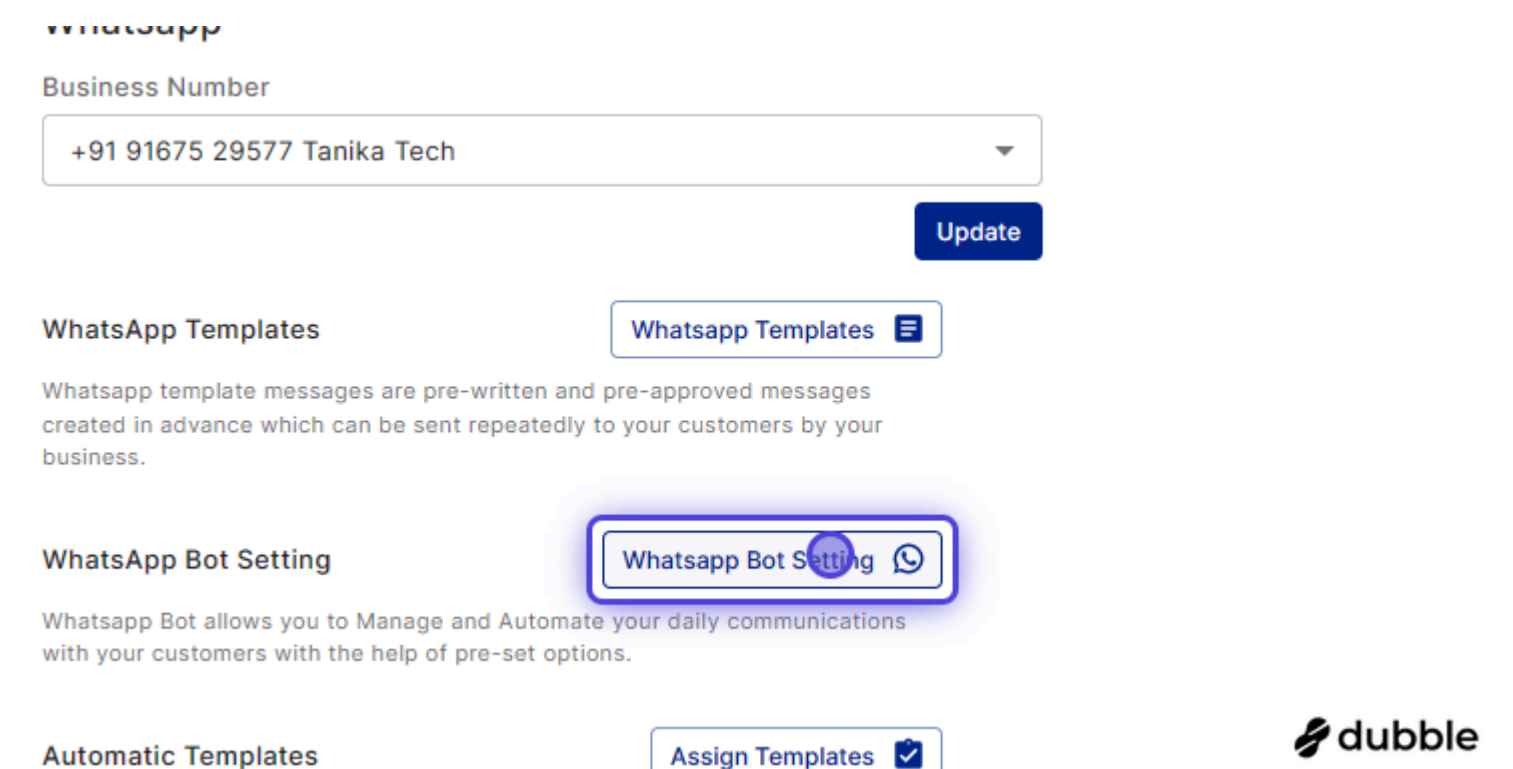 Whatsapp
Business Number
+91 91675 29577 Tanika Tech
Update
WhatsApp Templates
Whatsapp Templates
Whatsapp template messages are pre-written and pre-approved messages
created in advance which can be sent repeatedly to your customers by your
business.
WhatsApp Bot Setting
Whatsapp Bot Setting
Whatsapp Bot allows you to Manage and Automate your daily communications
with your customers with the help of pre-set options.
Automatic Templates
Assign Templates
dubble